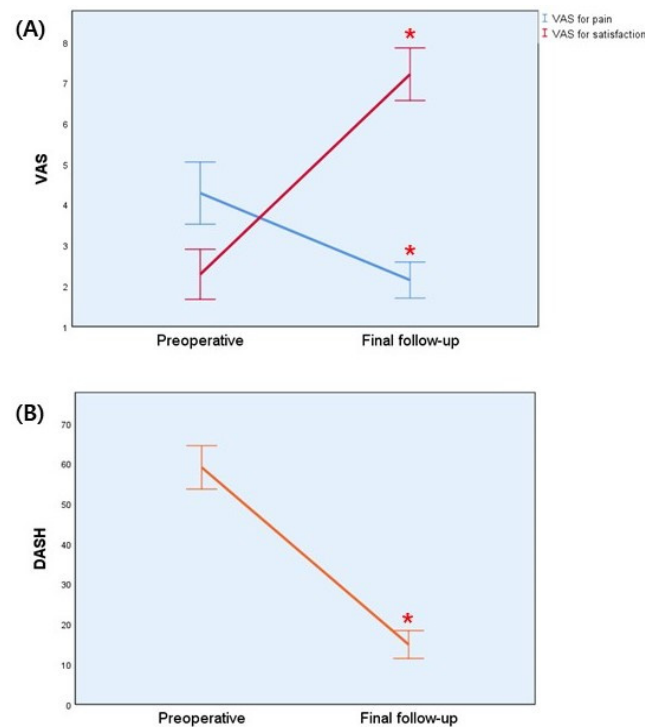 (A)
VAS for pain
VAS for satisfaction
*
8
7
6
5
4
3
2
1
*
VAS
Preoperative
Final follow-up
(B)
70
60
50
40
30
20
10
0
DASH
*
Preoperative
Final follow-up